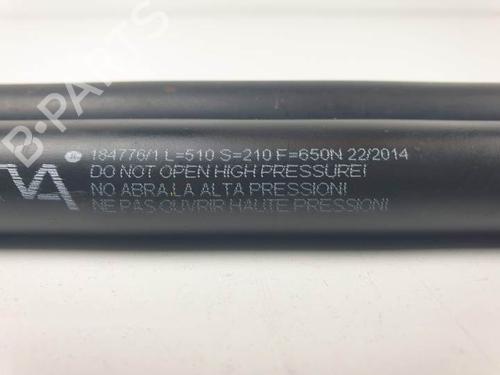 B-PARTS
184776/1 L=510 S=210 F=650N 22/2014
DO NOT OPEN HIGH PRESSURE!
NO ABRA.LA ALTA PRESSION!
NE PAS OUVRIR HAUTE PRESSION!